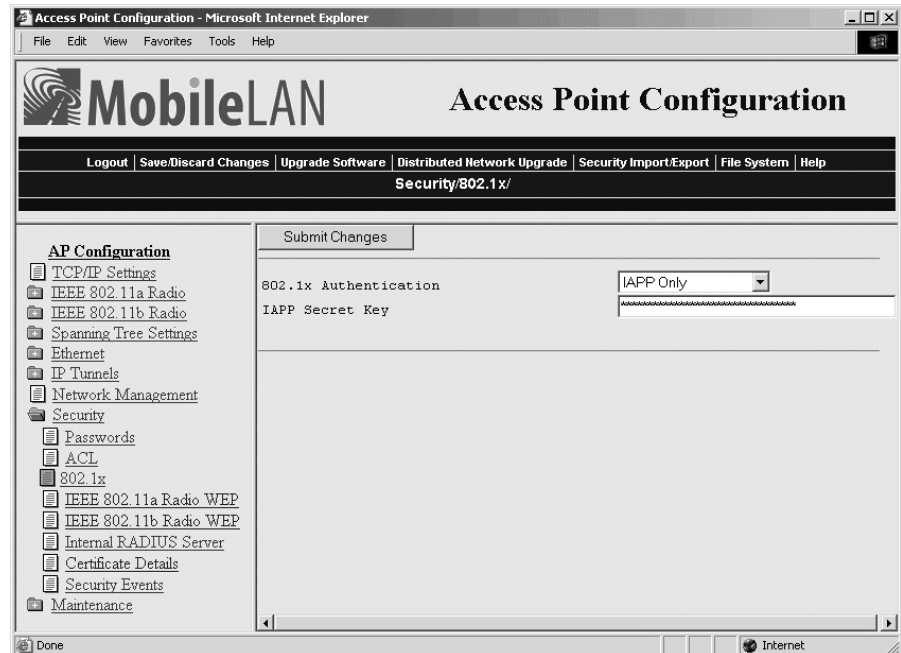 Access Point Configuration - Microsoft Internet Explorer
File Edit View Favorites Tools Help
MobileLAN
Access Point Configuration
Logout | Save/Discard Changes | Upgrade Software | Distributed Network Upgrade | Security Import/Export | File System | Help
Security/802.1x/
Submit Changes
AP Configuration
TCP/IP Settings
IEEE 802.11a Radio
IEEE 802.11b Radio
Spanning Tree Settings
Ethernet
IP Tunnels
Network Management
Security
Passwords
ACL
802.1x
IEEE 802.11a Radio WEP
IEEE 802.11b Radio WEP
Internal RADIUS Server
Certificate Details
Security Events
Maintenance
802.1x Authentication IAPP Only
IAPP Secret Key
Done
Internet